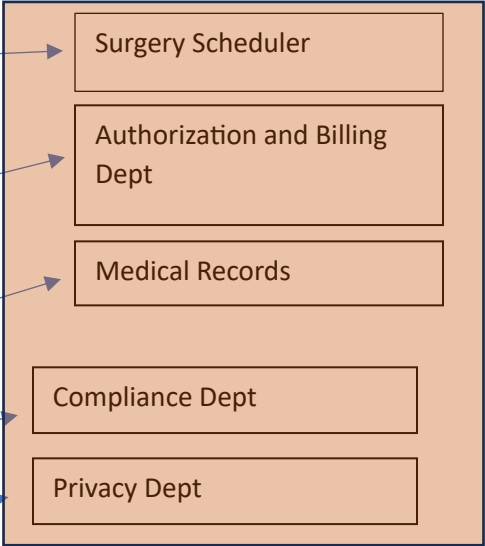 Surgery Scheduler
Authorization and Billing
Dept
Medical Records
Compliance Dept
Privacy Dept